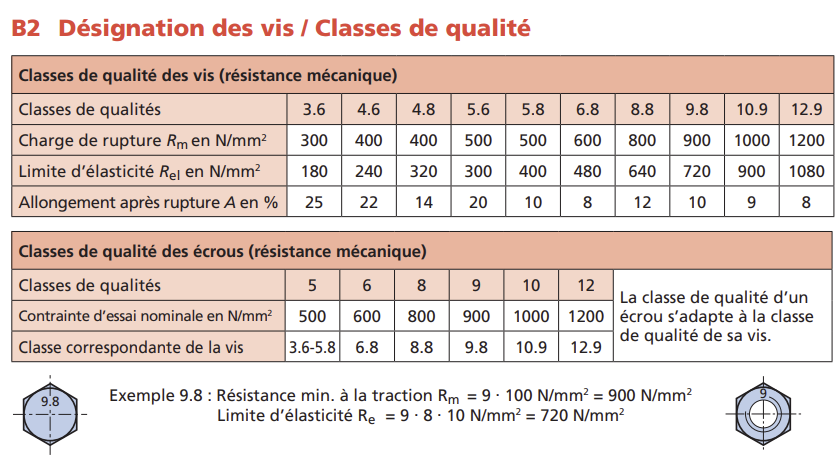 B2 Désignation des vis / Classes de qualité
Classes de qualité des vis (résistance mécanique)
Classes de qualités 3.6 4.6 4.8 5.6 5.8 6.8 8.8 9.8 10.9 12.9
Charge de rupture Rm en N/mm² 300 400 400 500 500 600 800 900 1000 1200
Limite d'élasticité Rel en N/mm² 180 240 320 300 400 480 640 720 900 1080
Allongement après rupture A en % 25 22 14 20 10 8 12 10 9 8
Classes de qualité des écrous (résistance mécanique)
Classes de qualités 5 6 8 9 10 12
Contrainte d'essai nominale en N/mm² 500 600 800 900 1000 1200
Classe correspondante de la vis 3.6-5.8 6.8 8.8 9.8 10.9 12.9
La classe de qualité d'un
écrou s'adapte à la classe
de qualité de sa vis.
9.8
Exemple 9.8 : Résistance min. à la traction Rm = 9 · 100 N/mm² = 900 N/mm²
Limite d'élasticité Re = 9 · 8 · 10 N/mm² = 720 N/mm²
9